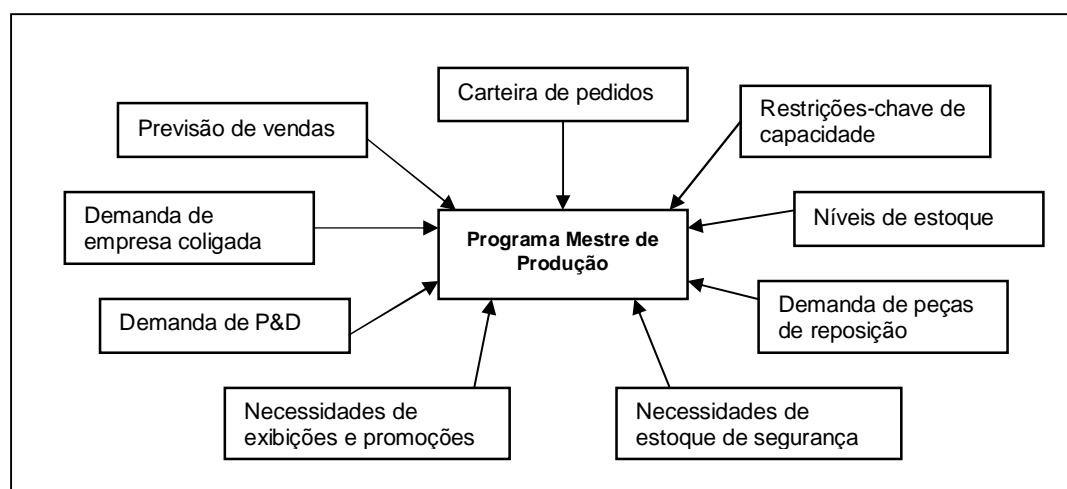 Carteira de pedidos
Restrições-chave de
capacidade
Previsão de vendas
Demanda de
empresa coligada
Programa Mestre de
Produção
Níveis de estoque
Demanda de P&D
Demanda de peças
de reposição
Necessidades de
exibições e promoções
Necessidades de
estoque de segurança